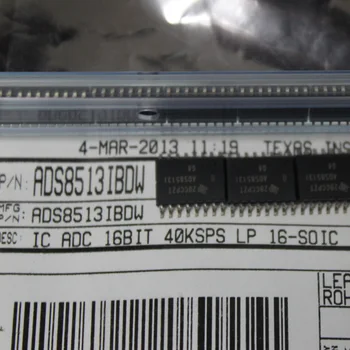 4-MAR-2013 11:19 TEXAS INS
P/N: ADS8513IBDW
MFG P/N: ADS8513IBDW
DESC: IC ADC 16BIT 40KSPS LP 16-SOIC
LEA
ROH